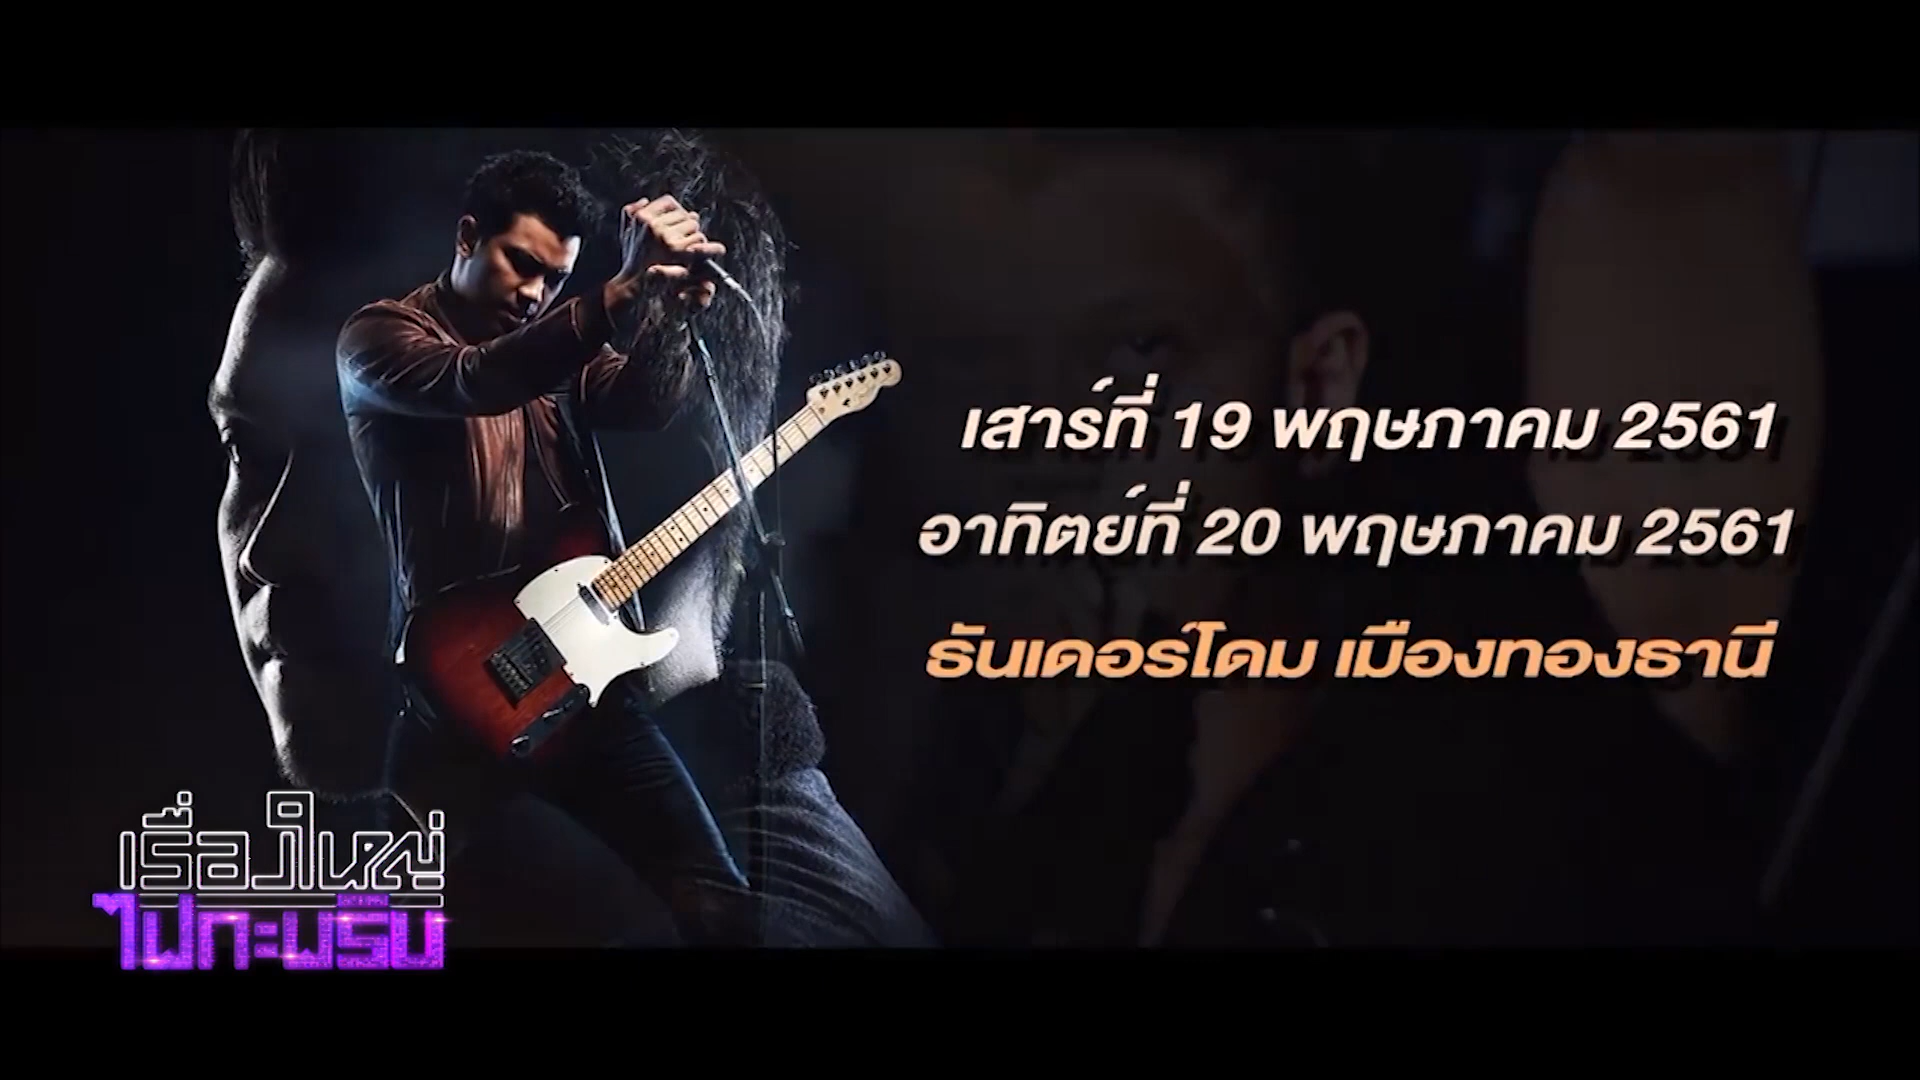 เสาร์ที่ 19 พฤษภาคม 2561
อาทิตย์ที่ 20 พฤษภาคม 2561
ธันเดอร์โดม เมืองทองธานี
เรื่องใหญ่
ไฟกะพริบ